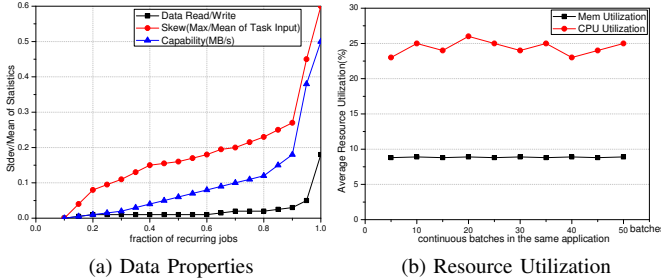 Data Read/Write
Skew(Max/Mean of Task Input)
Capability(MB/s)
Stdev/Mean of Statistics
0.6
0.5
0.4
0.3
0.2
0.1
0.0
0.0 0.2 0.4 0.6 0.8 1.0
fraction of recurring jobs
(a) Data Properties
Mem Utilization
CPU Utilization
Average Resource Utilization(%)
30
25
20
15
10
5
0
10 20 30 40 50 batches
continuous batches in the same application
(b) Resource Utilization